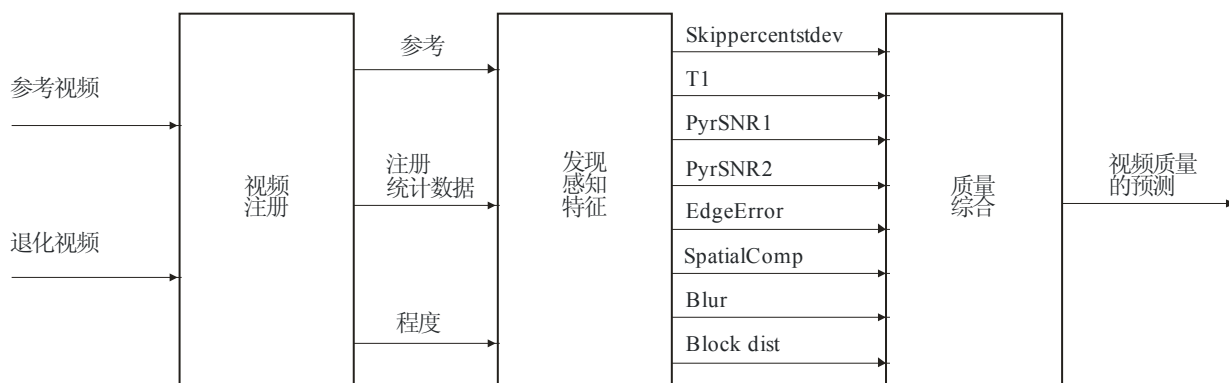 参考视频
退化视频
视频
注册
参考
注册
统计数据
程度
发现
感知
特征
Skippercentstdev
T1
PyrSNR1
PyrSNR2
EdgeError
SpatialComp
Blur
Block dist
质量
综合
视频质量
的预测